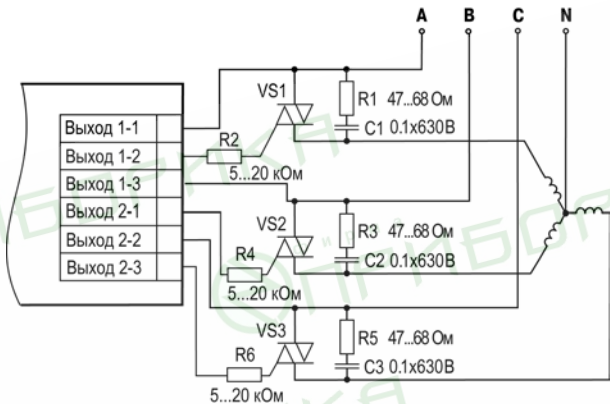 A B C N
VS1
R1 47...68 Ом
C1 0.1x630В
Выход 1-1
R2
Выход 1-2
5...20 кОм
Выход 1-3
VS2
R3 47...68 Ом
Выход 2-1
R4
C2 0.1x630В
Выход 2-2
5...20 кОм
Выход 2-3
VS3
R5 47...68 Ом
R6
C3 0.1x630В
5...20 кОм